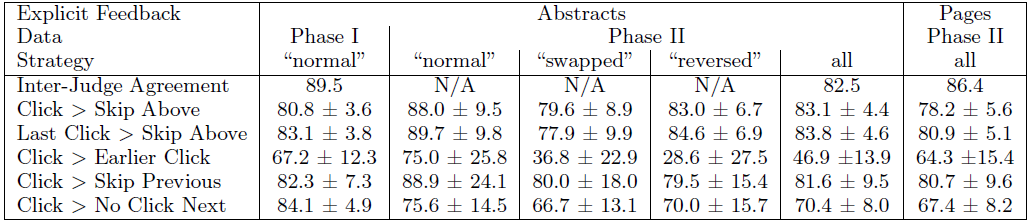 Explicit Feedback Abstracts Pages
Data Phase I Phase II Phase II
Strategy “normal” “normal” “swapped” “reversed” all all
Inter-Judge Agreement 89.5 N/A N/A N/A 82.5 86.4
Click > Skip Above 80.8 ± 3.6 88.0 ± 9.5 79.6 ± 8.9 83.0 ± 6.7 83.1 ± 4.4 78.2 ± 5.6
Last Click > Skip Above 83.1 ± 3.8 89.7 ± 9.8 77.9 ± 9.9 84.6 ± 6.9 83.8 ± 4.6 80.9 ± 5.1
Click > Earlier Click 67.2 ± 12.3 75.0 ± 25.8 36.8 ± 22.9 28.6 ± 27.5 46.9 ±13.9 64.3 ±15.4
Click > Skip Previous 82.3 ± 7.3 88.9 ± 24.1 80.0 ± 18.0 79.5 ± 15.4 81.6 ± 9.5 80.7 ± 9.6
Click > No Click Next 84.1 ± 4.9 75.6 ± 14.5 66.7 ± 13.1 70.0 ± 15.7 70.4 ± 8.0 67.4 ± 8.2